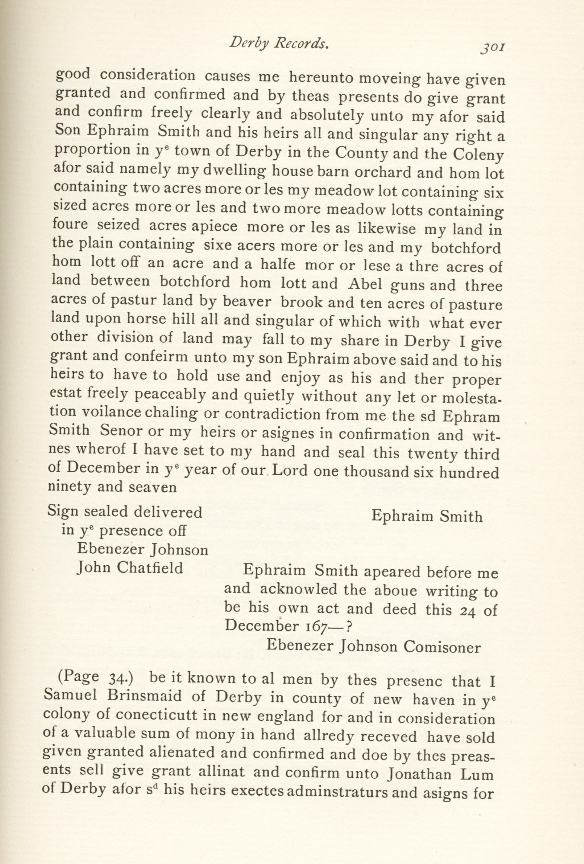 Derby Records. 301
good consideration causes me hereunto moveing have given
granted and confirmed and by theas presents do give grant
and confirm freely clearly and absolutely unto my afor said
Son Ephraim Smith and his heirs all and singular any right a
proportion in yᵉ town of Derby in the County and the Coleny
afor said namely my dwelling house barn orchard and hom lot
containing two acres more or les my meadow lot containing six
sized acres more or les and two more meadow lotts containing
foure seized acres apiece more or les as likewise my land in
the plain containing sixe acers more or les and my botchford
hom lott off an acre and a halfe mor or lese a thre acres of
land between botchford hom lott and Abel guns and three
acres of pastur land by beaver brook and ten acres of pasture
land upon horse hill all and singular of which with what ever
other division of land may fall to my share in Derby I give
grant and confeirm unto my son Ephraim above said and to his
heirs to have to hold use and enjoy as his and ther proper
estat freely peaceably and quietly without any let or molesta-
tion voilance chaling or contradiction from me the sd Ephram
Smith Senor or my heirs or asignes in confirmation and wit-
nes wherof I have set to my hand and seal this twenty third
of December in yᵉ year of our Lord one thousand six hundred
ninety and seaven
Sign sealed delivered Ephraim Smith
in yᵉ presence off
Ebenezer Johnson
John Chatfield
Ephraim Smith apeared before me
and acknowled the aboue writing to
be his own act and deed this 24 of
December 167—?
Ebenezer Johnson Comisoner
(Page 34.) be it known to al men by thes presenc that I
Samuel Brinsmaid of Derby in county of new haven in yᵉ
colony of conecticutt in new england for and in consideration
of a valuable sum of mony in hand allredy receved have sold
given granted alienated and confirmed and doe by thes preas-
ents sell give grant allinat and confirm unto Jonathan Lum
of Derby afor sᵈ his heirs exectes adminstraturs and asigns for